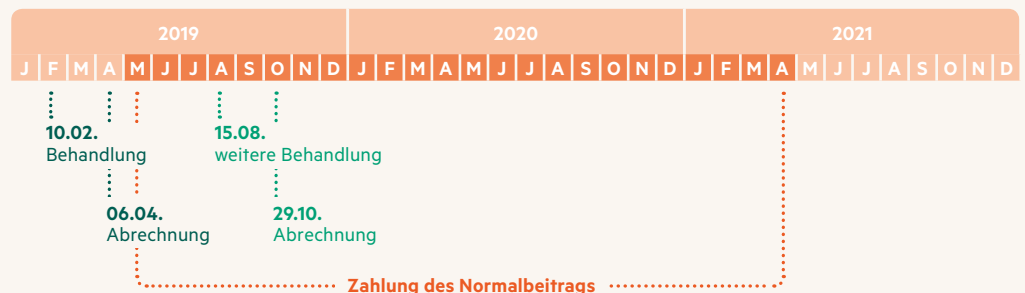 2019 2020 2021
J F M A M J J A S O N D J F M A M J J A S O N D J F M A M J J A S O N D
10.02. 15.08.
Behandlung weitere Behandlung
06.04. 29.10.
Abrechnung Abrechnung
Zahlung des Normalbeitrags